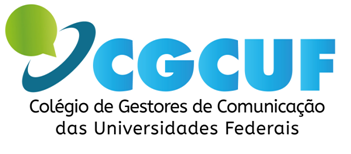 CGCUF
Colégio de Gestores de Comunicação
das Universidades Federais